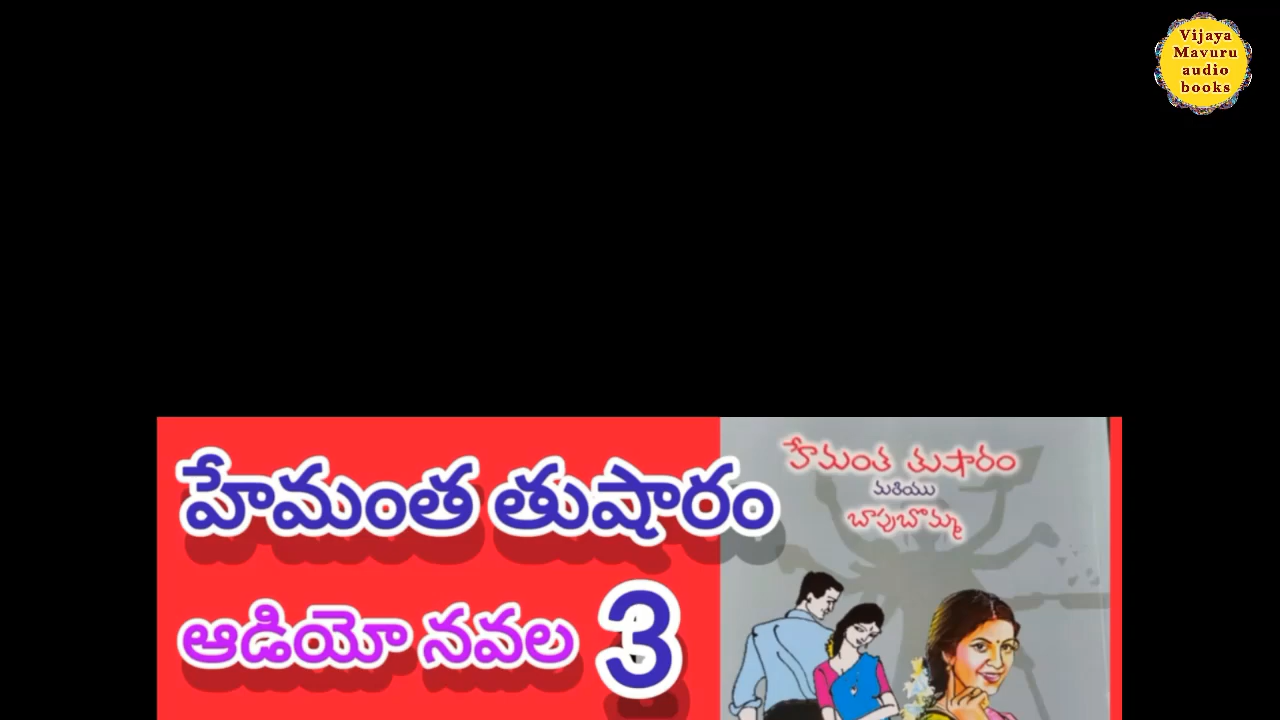 Vijaya
Mavuru
audio
books
హేమంత తుషారం
ఆడియో నవల 3
హేమంత తుషారం
మరియు
బాపుబొమ్మ